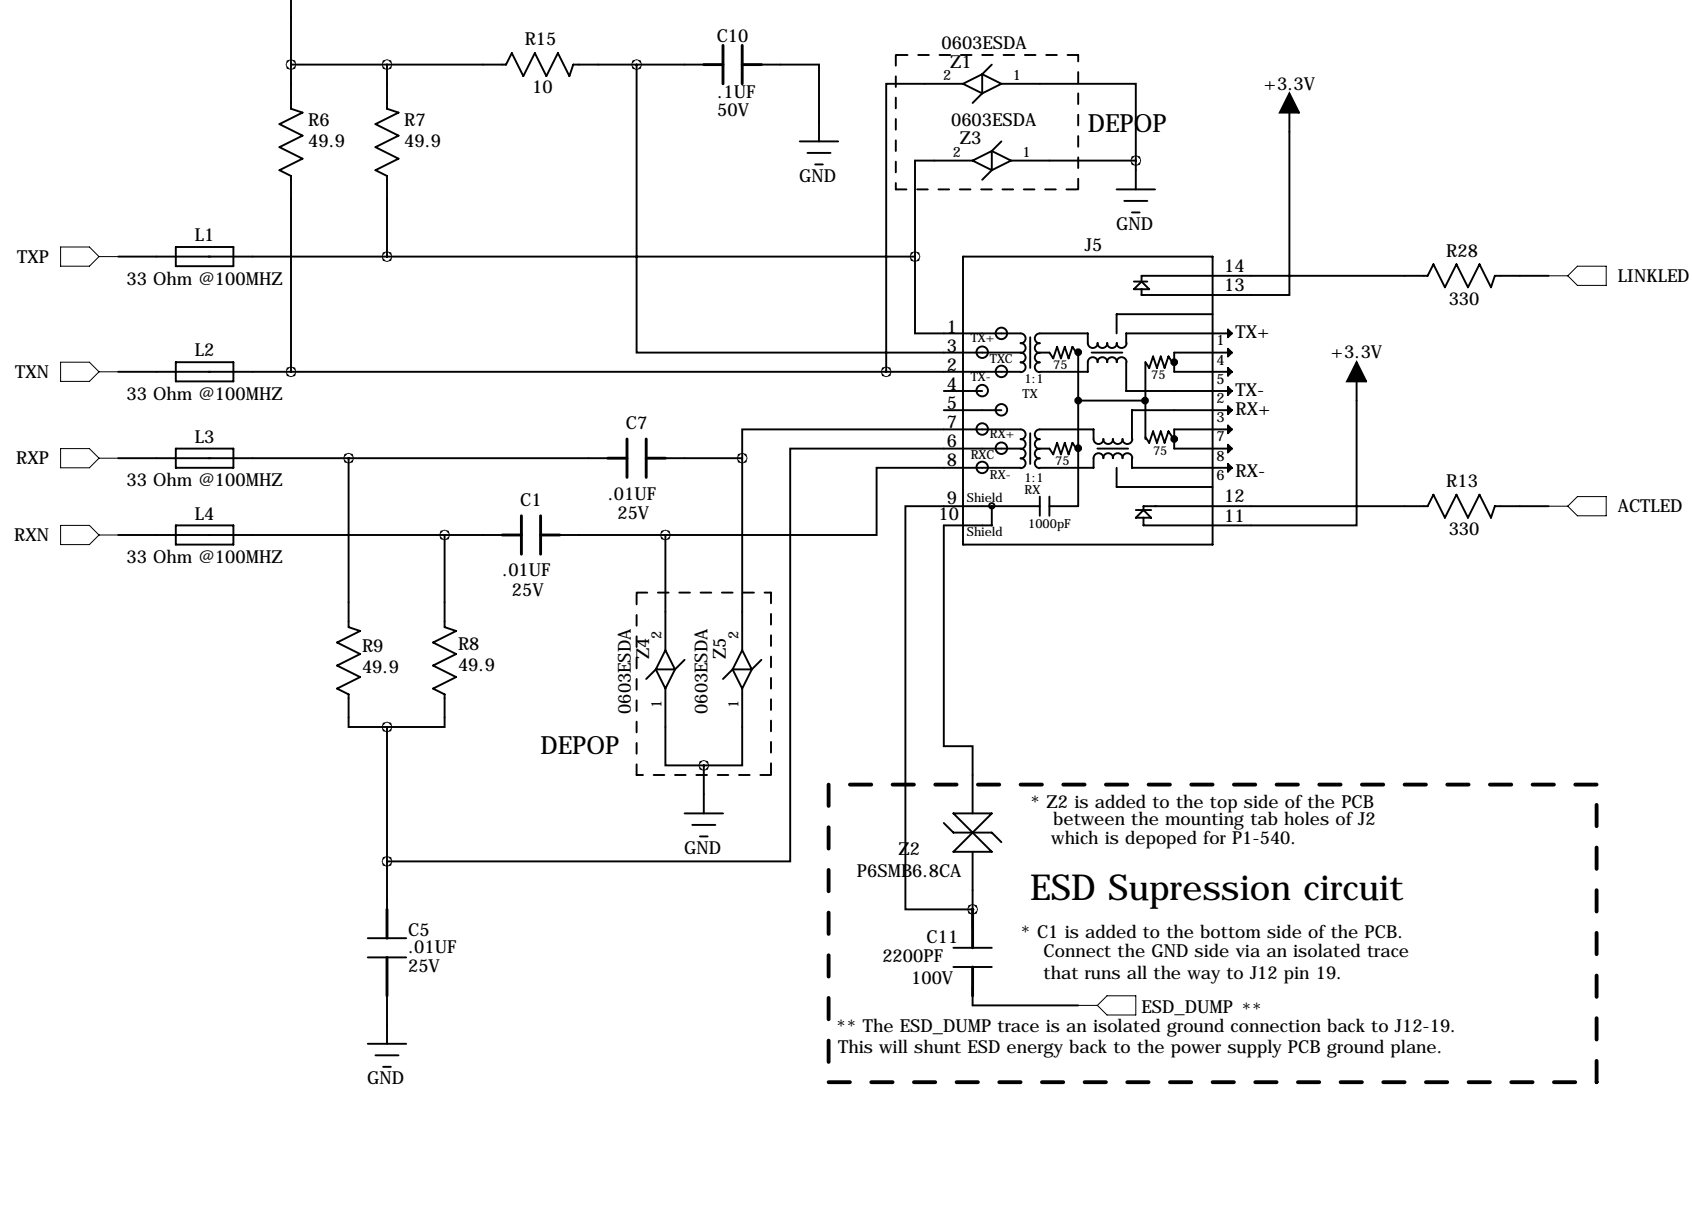 R15
10
C10
.1UF
50V
GND
R6
49.9
R7
49.9
0603ESDA
Z1
2
1
0603ESDA
Z3
2
1
DEPOP
GND
+3.3V
TXP
L1
33 Ohm @100MHZ
TXN
L2
33 Ohm @100MHZ
RXP
L3
33 Ohm @100MHZ
RXN
L4
33 Ohm @100MHZ
J5
14
13
R28
330
LINKLED
1
3
2
4
5
7
6
8
9
10
TX+
TXC
TX-
RX+
RXC
RX-
Shield
Shield
75
1:1
TX
75
75
1:1
RX
75
1000pF
TX+
1
4
5
TX-
2
RX+
3
7
8
RX-
6
12
11
+3.3V
R13
330
ACTLED
C7
.01UF
25V
C1
.01UF
25V
R9
49.9
R8
49.9
0603ESDA
Z4
2
1
0603ESDA
Z5
2
1
DEPOP
GND
C5
.01UF
25V
GND
Z2
P6SMB6.8CA
* Z2 is added to the top side of the PCB
between the mounting tab holes of J2
which is depoped for P1-540.
ESD Supression circuit
C11
2200PF
100V
* C1 is added to the bottom side of the PCB.
Connect the GND side via an isolated trace
that runs all the way to J12 pin 19.
ESD_DUMP **
** The ESD_DUMP trace is an isolated ground connection back to J12-19.
This will shunt ESD energy back to the power supply PCB ground plane.